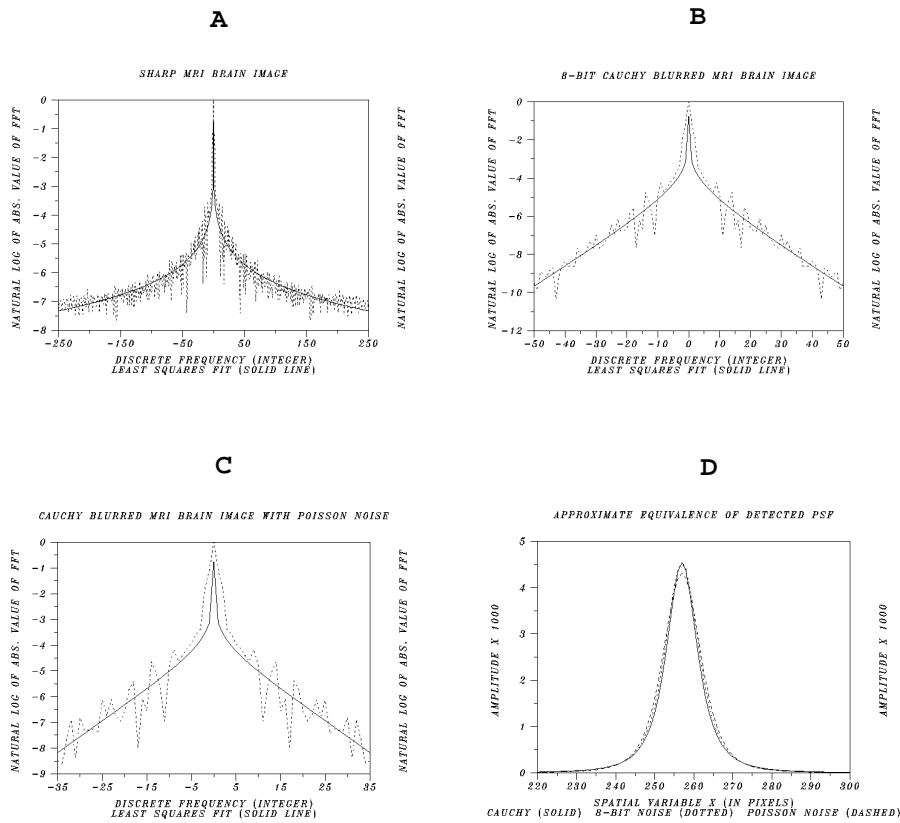 A
SHARP MRI BRAIN IMAGE
NATURAL LOG OF ABS. VALUE OF FFT
0
-1
-2
-3
-4
-5
-6
-7
-8
-250
-150
-50
50
150
250
NATURAL LOG OF ABS. VALUE OF FFT
DISCRETE FREQUENCY (INTEGER)
LEAST SQUARES FIT (SOLID LINE)
B
8-BIT CAUCHY BLURRED MRI BRAIN IMAGE
NATURAL LOG OF ABS. VALUE OF FFT
0
-2
-4
-6
-8
-10
-12
-50
-40
-30
-20
-10
0
10
20
30
40
50
NATURAL LOG OF ABS. VALUE OF FFT
DISCRETE FREQUENCY (INTEGER)
LEAST SQUARES FIT (SOLID LINE)
C
CAUCHY BLURRED MRI BRAIN IMAGE WITH POISSON NOISE
NATURAL LOG OF ABS. VALUE OF FFT
0
-1
-2
-3
-4
-5
-6
-7
-8
-9
-35
-25
-15
-5
5
15
25
35
NATURAL LOG OF ABS. VALUE OF FFT
DISCRETE FREQUENCY (INTEGER)
LEAST SQUARES FIT (SOLID LINE)
D
APPROXIMATE EQUIVALENCE OF DETECTED PSF
AMPLITUDE X 1000
5
4
3
2
1
0
220
230
240
250
260
270
280
290
300
AMPLITUDE X 1000
SPATIAL VARIABLE X (IN PIXELS)
CAUCHY (SOLID) 8-BIT NOISE (DOTTED) POISSON NOISE (DASHED)